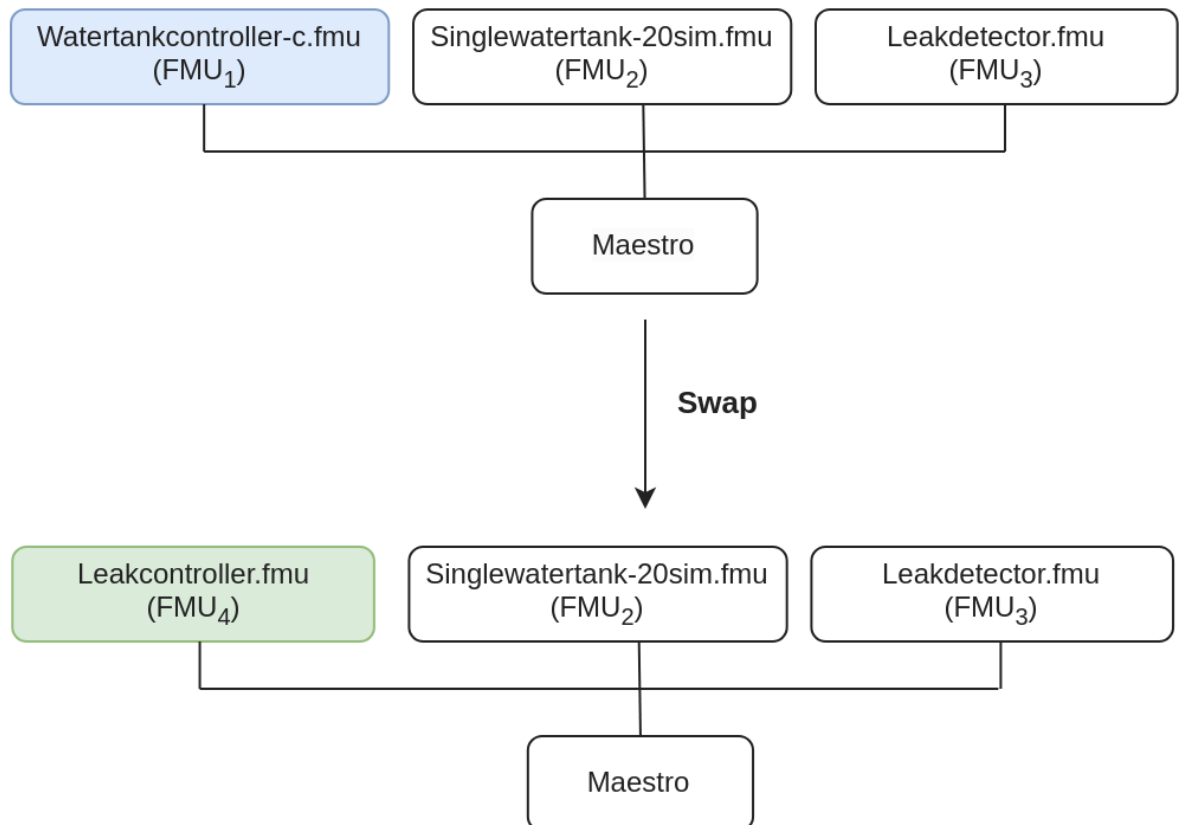 Watertankcontroller-c.fmu
(FMU₁)
Singlewatertank-20sim.fmu
(FMU₂)
Leakdetector.fmu
(FMU₃)
Maestro
Swap
Leakcontroller.fmu
(FMU₄)
Singlewatertank-20sim.fmu
(FMU₂)
Leakdetector.fmu
(FMU₃)
Maestro